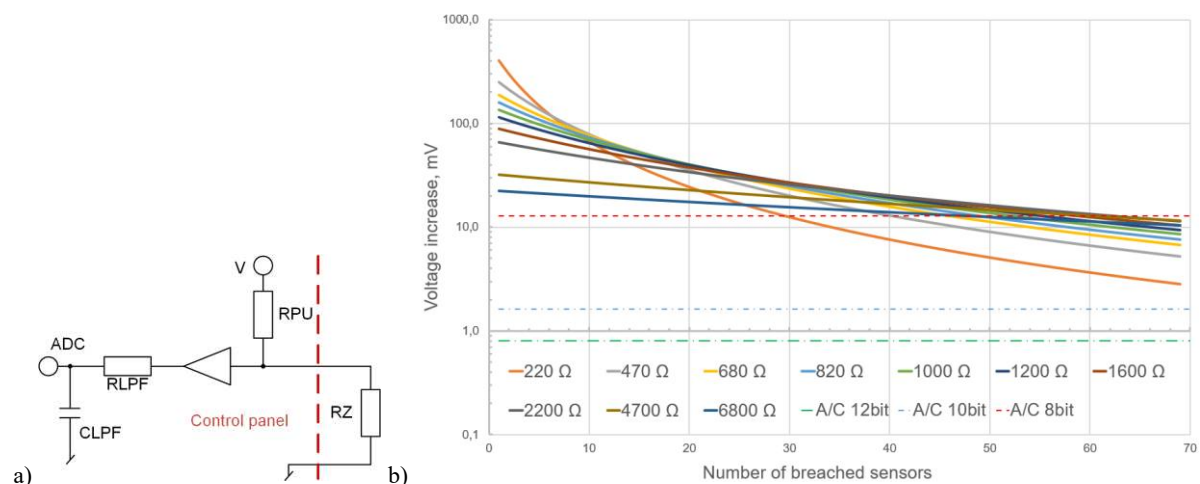 a)
V
RPU
ADC
RLPF
CLPF
Control panel
RZ
b)
Voltage increase, mV
1000,0
100,0
10,0
1,0
0,1
220 Ω 470 Ω 680 Ω 820 Ω 1000 Ω 1200 Ω 1600 Ω
2200 Ω 4700 Ω 6800 Ω A/C 12bit A/C 10bit A/C 8bit
0 10 20 30 40 50 60 70
Number of breached sensors